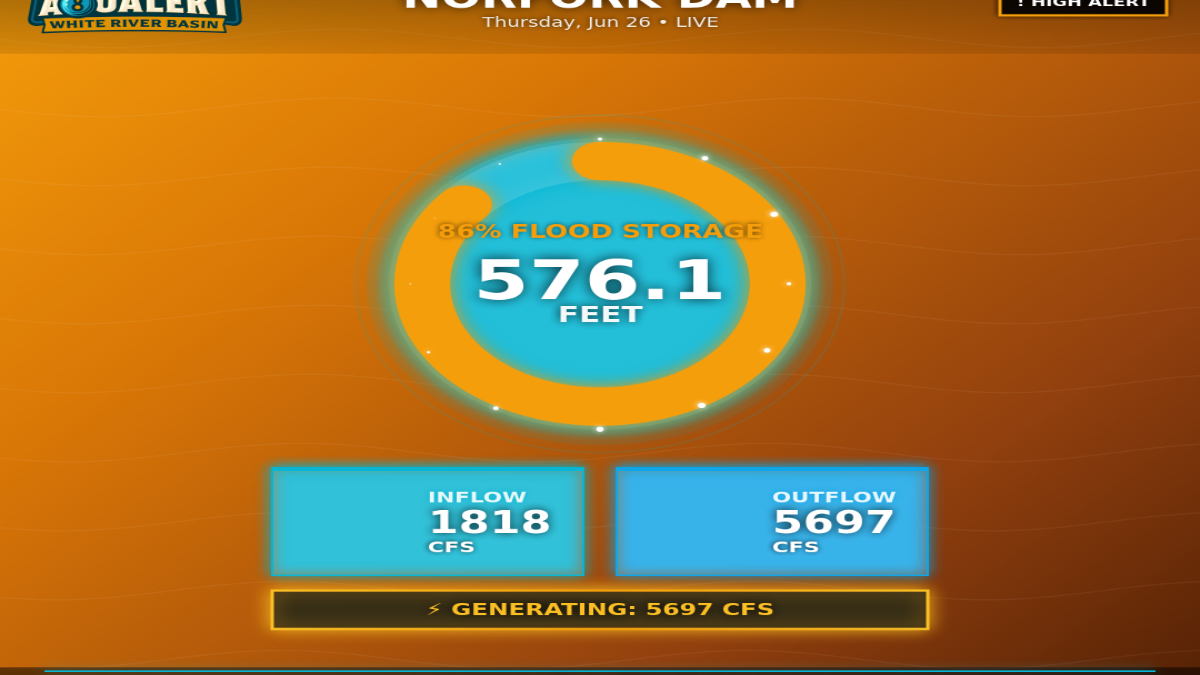 AQUALERT
WHITE RIVER BASIN
NORFORK DAM
Thursday, Jun 26 • LIVE
! HIGH ALERT
86% FLOOD STORAGE
576.1
FEET
INFLOW
1818
CFS
OUTFLOW
5697
CFS
⚡ GENERATING: 5697 CFS